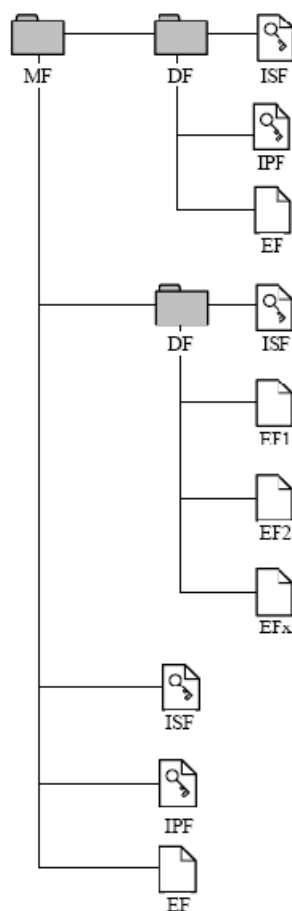 MF DF ISF
IPF
EF
DF ISF
EF1
EF2
EFx
ISF
IPF
EF